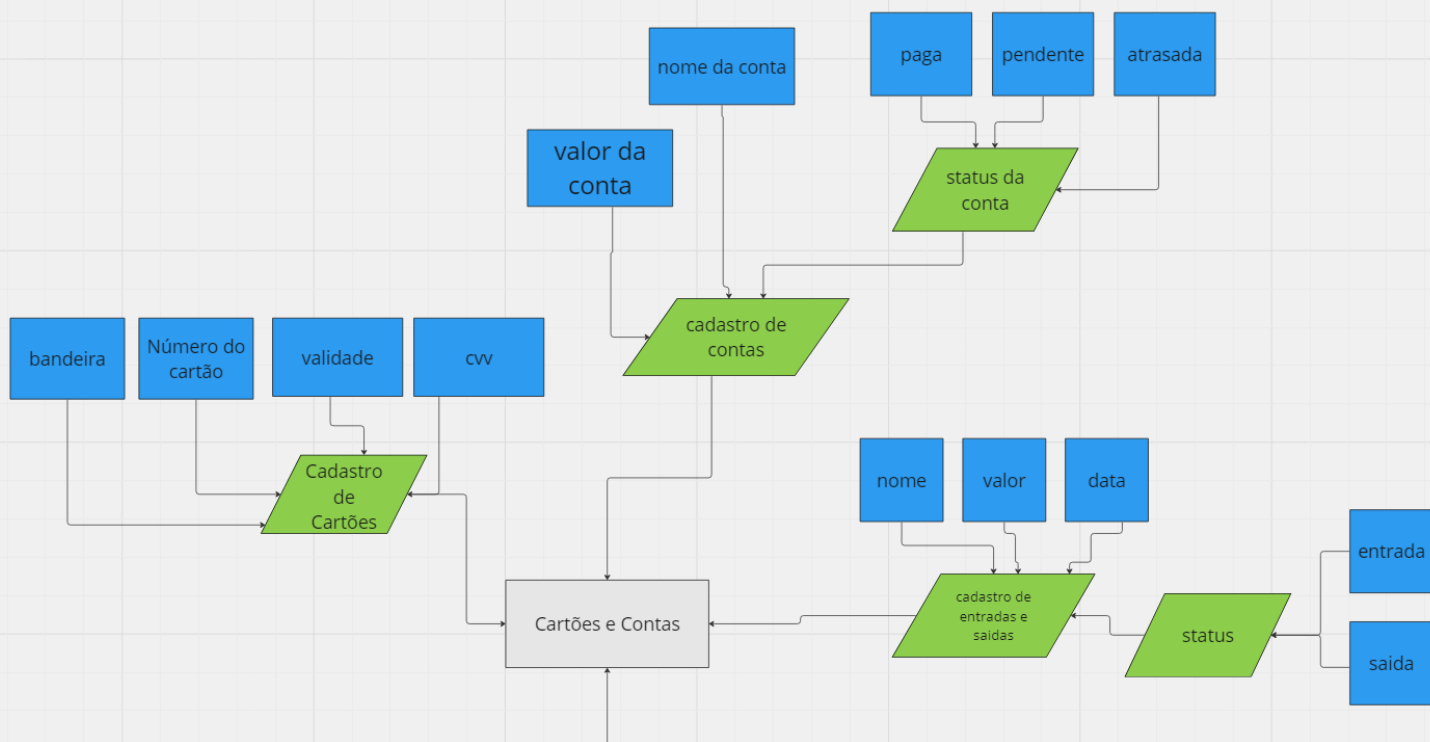 paga
pendente
atrasada
nome da conta
valor da
conta
status da
conta
cadastro de
contas
bandeira
Número do
cartão
validade
cvv
Cadastro
de
Cartões
nome
valor
data
entrada
cadastro de
entradas e
saidas
status
Cartões e Contas
saida